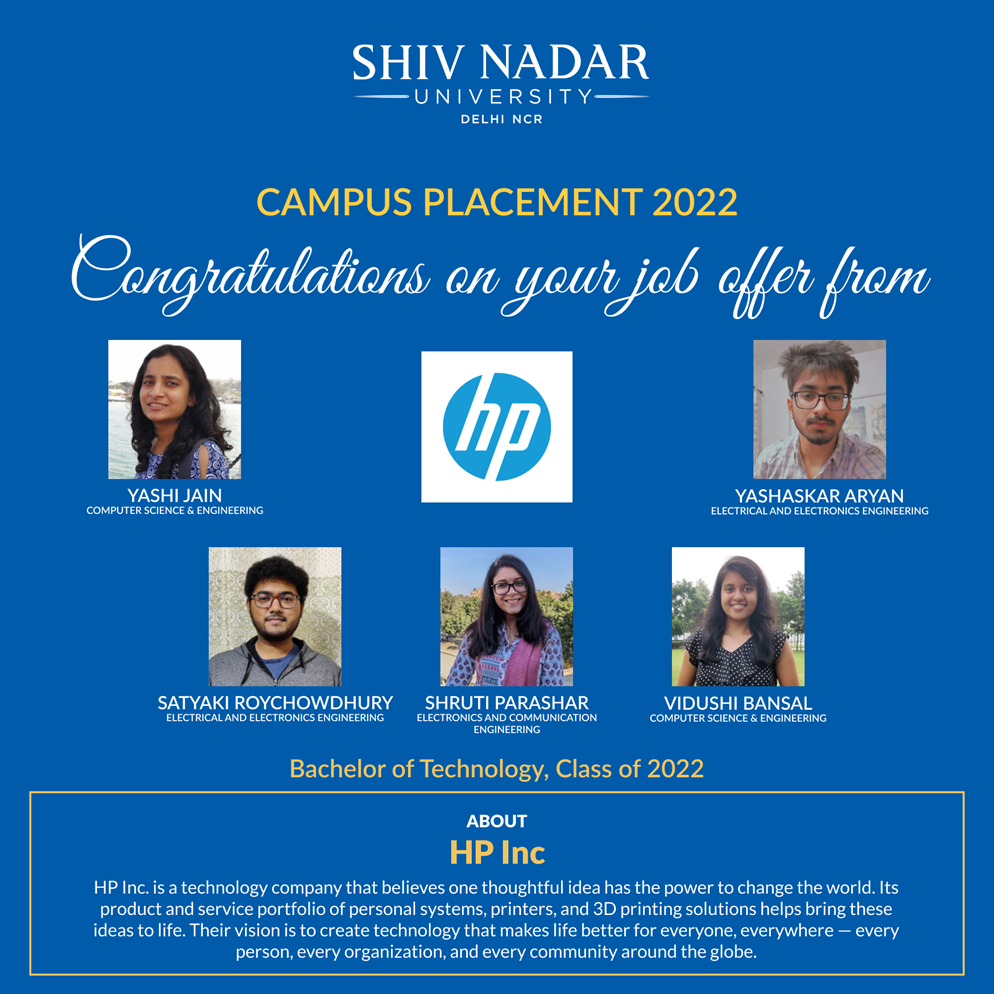 SHIV NADAR
UNIVERSITY
DELHI NCR
CAMPUS PLACEMENT 2022
Congratulations on your job offer from
hp
YASHI JAIN
COMPUTER SCIENCE & ENGINEERING
YASHASKAR ARYAN
ELECTRICAL AND ELECTRONICS ENGINEERING
SATYAKI ROYCHOWDHURY
ELECTRICAL AND ELECTRONICS ENGINEERING
SHRUTI PARASHAR
ELECTRONICS AND COMMUNICATION
ENGINEERING
VIDUSHI BANSAL
COMPUTER SCIENCE & ENGINEERING
Bachelor of Technology, Class of 2022
ABOUT
HP Inc
HP Inc. is a technology company that believes one thoughtful idea has the power to change the world. Its
product and service portfolio of personal systems, printers, and 3D printing solutions helps bring these
ideas to life. Their vision is to create technology that makes life better for everyone, everywhere — every
person, every organization, and every community around the globe.